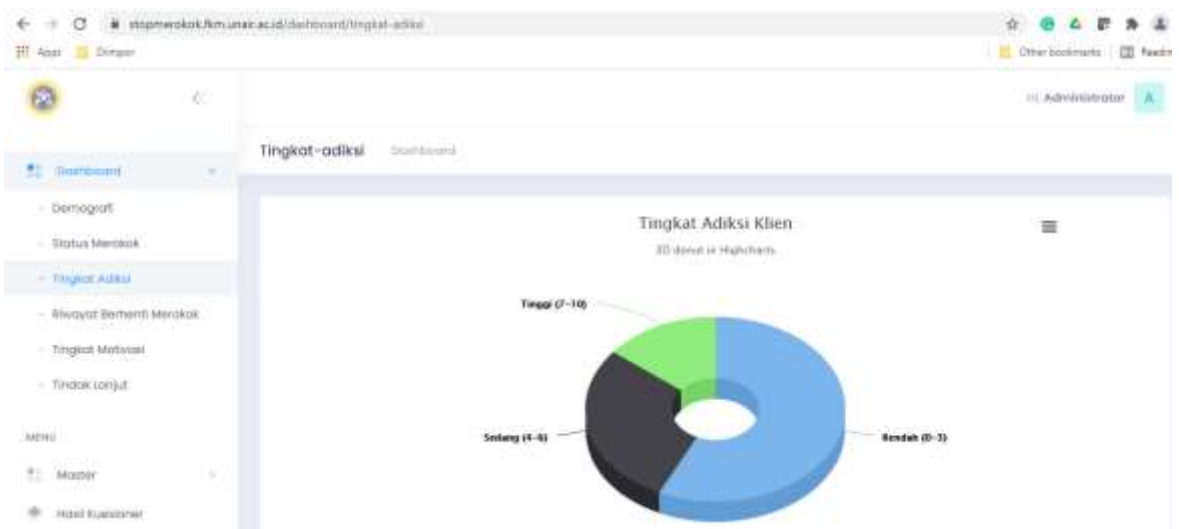 stopmerokok.fkm.unair.ac.id/dashboard/tingkat-adiksi
Apps
Other bookmarks
Hi, Administrator A
Tingkat-adiksi Dashboard
Dashboard
Demografi
Status Merokok
Tingkat Adiksi
Riwayat Berhenti Merokok
Tingkat Motivasi
Tindak Lanjut
MENU
Master
Hasil Kuesioner
Tingkat Adiksi Klien
3D donut in Highcharts
Tinggi (7-10)
Sedang (4-6)
Rendah (0-3)